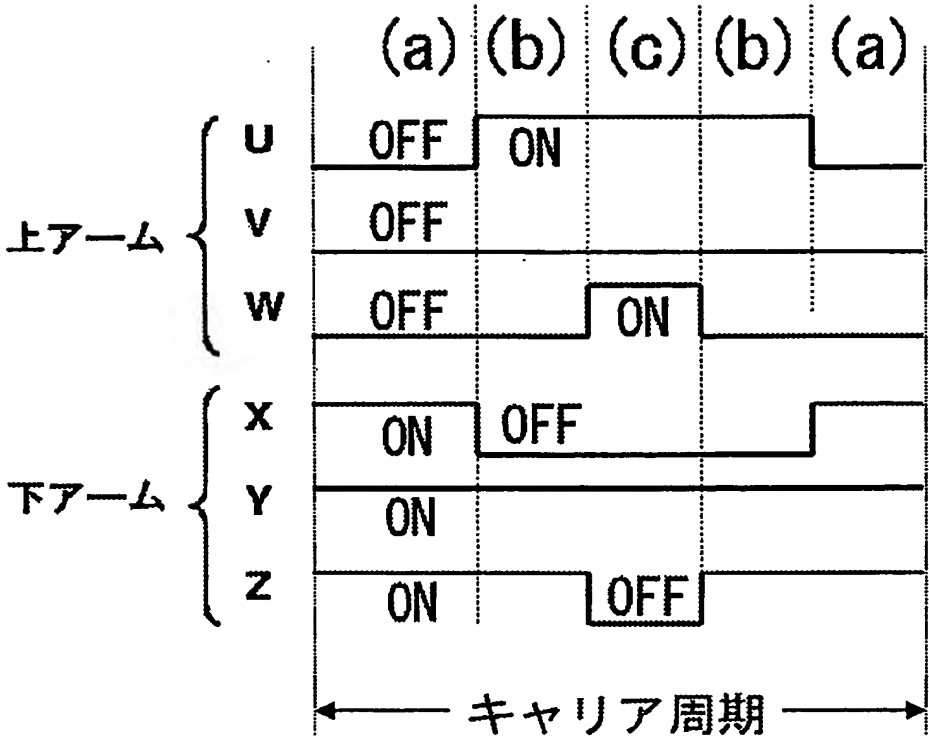 (a) (b) (c) (b) (a)
上アーム
U OFF ON
V OFF
W OFF ON
下アーム
X ON OFF
Y ON
Z ON OFF
キャリア周期